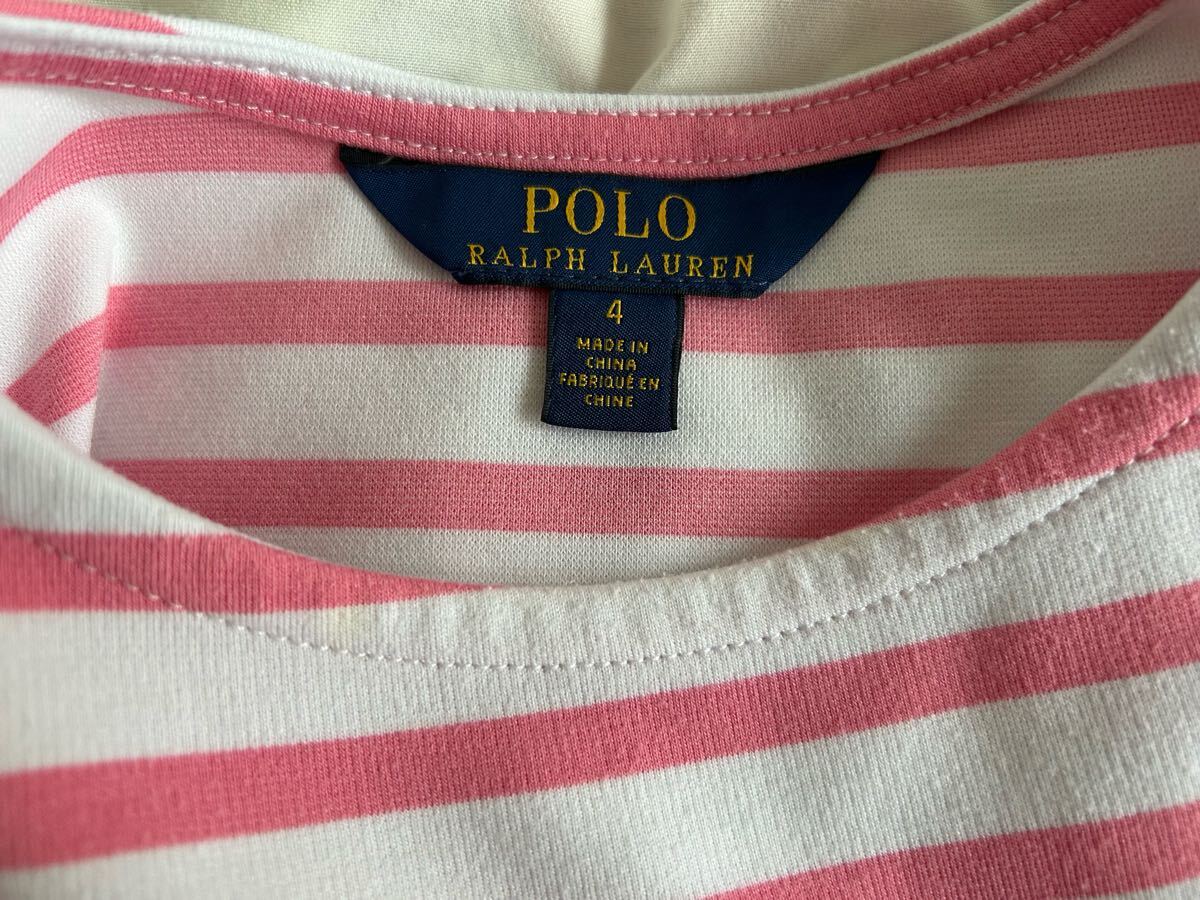 POLO
RALPH LAUREN
4
MADE IN
CHINA
FABRIQUÉ EN
CHINE